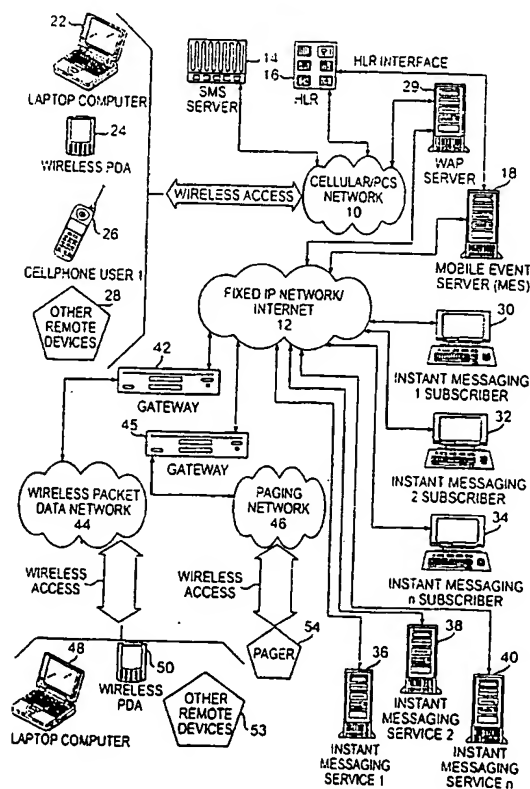 22
LAPTOP COMPUTER
24
WIRELESS PDA
26
CELLPHONE USER 1
28
OTHER
REMOTE
DEVICES
14
SMS
SERVER
16
HLR
HLR INTERFACE
29
WAP
SERVER
18
MOBILE EVENT
SERVER (MES)
WIRELESS ACCESS
CELLULAR/PCS
NETWORK
10
FIXED IP NETWORK/
INTERNET
12
30
INSTANT MESSAGING
1 SUBSCRIBER
32
INSTANT MESSAGING
2 SUBSCRIBER
34
INSTANT MESSAGING
n SUBSCRIBER
42
GATEWAY
45
GATEWAY
WIRELESS PACKET
DATA NETWORK
44
PAGING
NETWORK
46
WIRELESS
ACCESS
WIRELESS
ACCESS
48
LAPTOP COMPUTER
50
WIRELESS
PDA
OTHER
REMOTE
DEVICES
53
54
PAGER
36
INSTANT
MESSAGING
SERVICE 1
38
INSTANT
MESSAGING
SERVICE 2
40
INSTANT
MESSAGING
SERVICE n